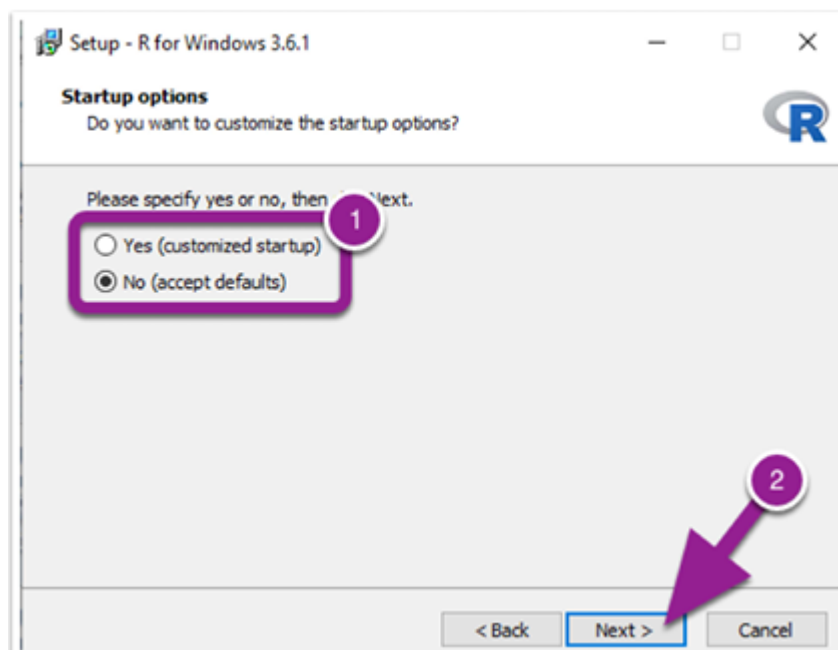 Setup - R for Windows 3.6.1
Startup options
Do you want to customize the startup options?
R
Please specify yes or no, then Next.
1
Yes (customized startup)
No (accept defaults)
2
< Back Next > Cancel